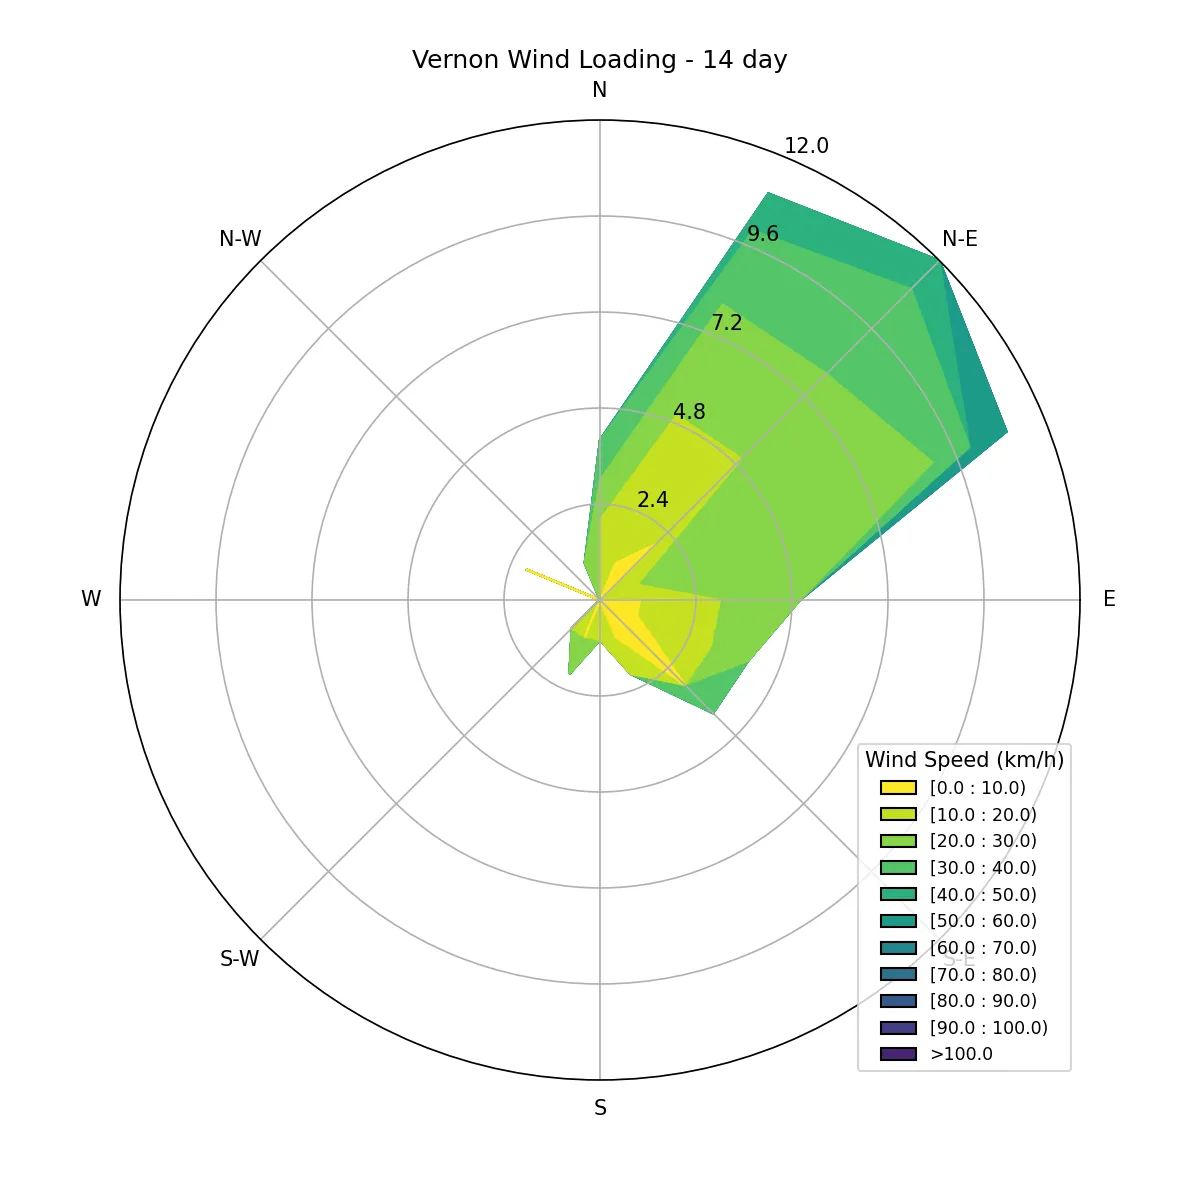 Vernon Wind Loading - 14 day
N
12.0
N-W
9.6
N-E
7.2
4.8
2.4
W
E
S-W
S-E
S
Wind Speed (km/h)
[0.0 : 10.0)
[10.0 : 20.0)
[20.0 : 30.0)
[30.0 : 40.0)
[40.0 : 50.0)
[50.0 : 60.0)
[60.0 : 70.0)
[70.0 : 80.0)
[80.0 : 90.0)
[90.0 : 100.0)
>100.0